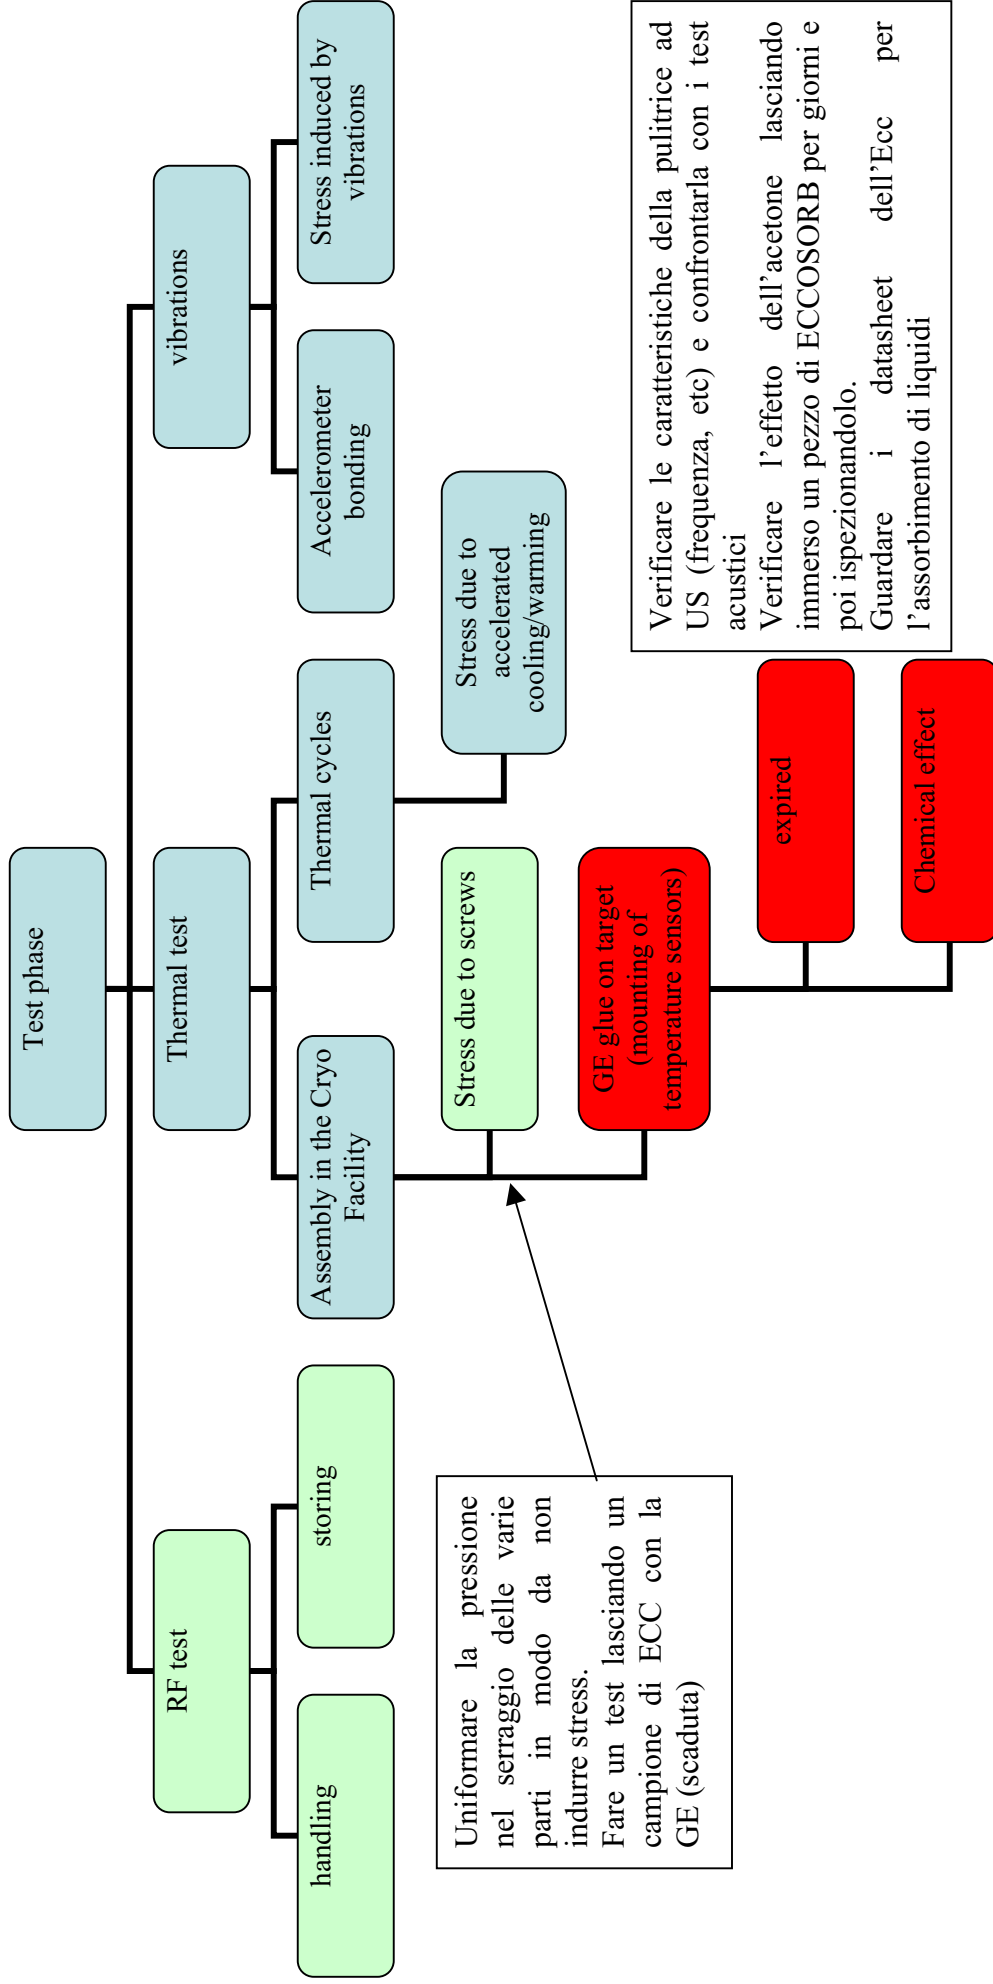 Test phase
RF test
Thermal test
vibrations
handling
storing
Assembly in the Cryo
Facility
Thermal cycles
Accelerometer
bonding
Stress induced by
vibrations
Stress due to screws
Stress due to
accelerated
cooling/warming
GE glue on target
(mounting of
temperature sensors)
expired
Chemical effect
Uniformare la pressione
nel serraggio delle varie
parti in modo da non
indurre stress.
Fare un test lasciando un
campione di ECC con la
GE (scaduta)
Verificare le caratteristiche della pulitrice ad
US (frequenza, etc) e confrontarla con i test
acustici
Verificare l'effetto dell'acetone lasciando
immerso un pezzo di ECCOSORB per giorni e
poi ispezionandolo.
Guardare i datasheet dell'Ecc per
l'assorbimento di liquidi